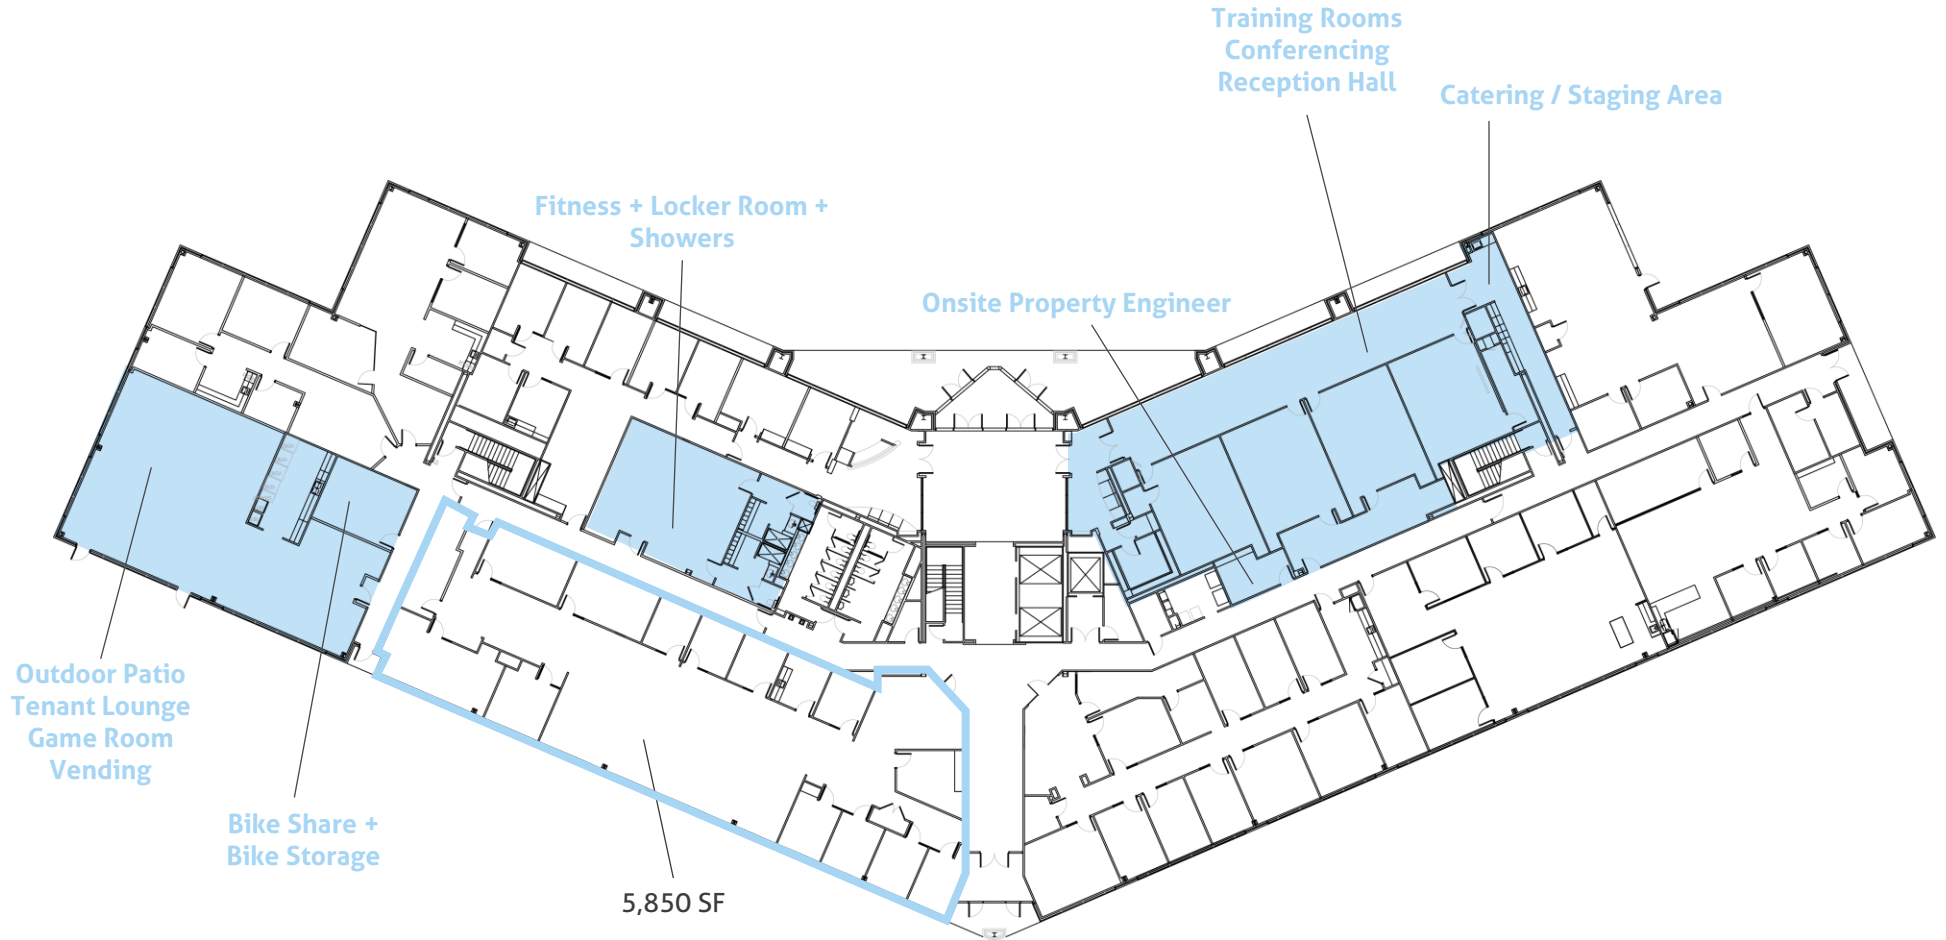 Training Rooms
Conferencing
Reception Hall
Catering / Staging Area
Fitness + Locker Room +
Showers
Onsite Property Engineer
Outdoor Patio
Tenant Lounge
Game Room
Vending
Bike Share +
Bike Storage
5,850 SF